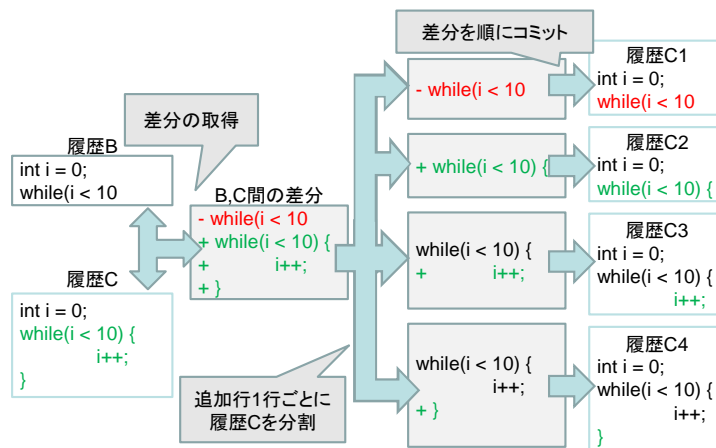 差分の取得
履歴B
int i = 0;
while(i < 10
履歴C
int i = 0;
while(i < 10) {
i++;
}
B,C間の差分
- while(i < 10
+ while(i < 10) {
+ i++;
+ }
追加行1行ごとに
履歴Cを分割
差分を順にコミット
- while(i < 10
履歴C1
int i = 0;
while(i < 10
+ while(i < 10) {
履歴C2
int i = 0;
while(i < 10) {
while(i < 10) {
+ i++;
履歴C3
int i = 0;
while(i < 10) {
i++;
while(i < 10) {
i++;
+ }
履歴C4
int i = 0;
while(i < 10) {
i++;
}